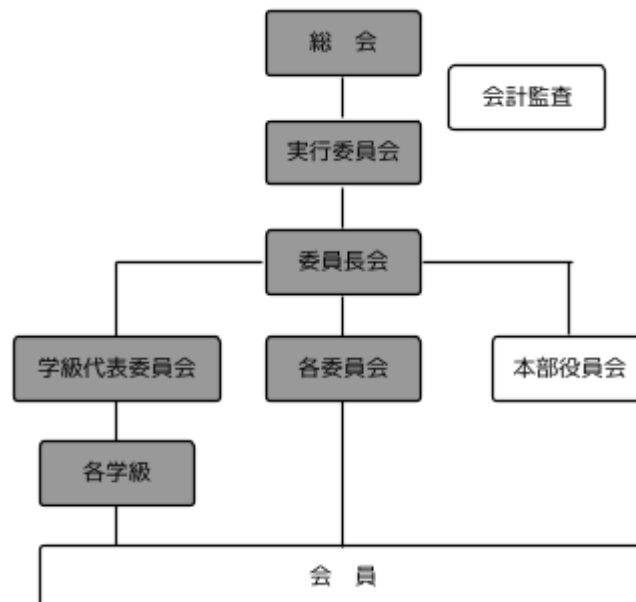 総　会
会計監査
実行委員会
委員長会
学級代表委員会
各委員会
本部役員会
各学級
会　員